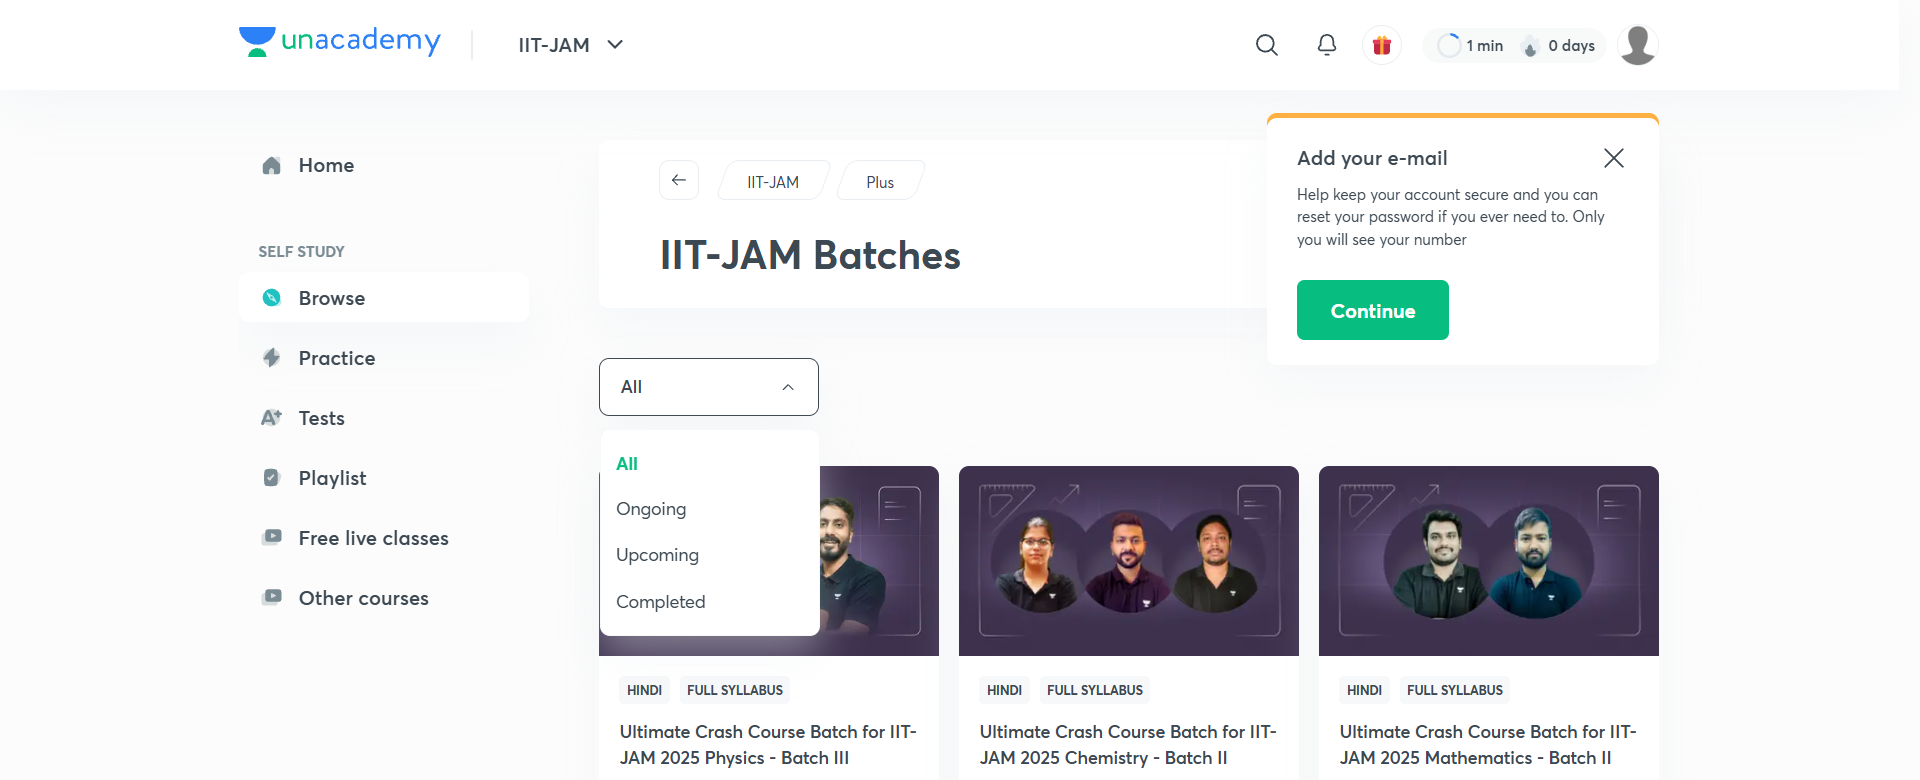 unacademy
IIT-JAM
1 min
0 days
Home
SELF STUDY
Browse
Practice
Tests
Playlist
Free live classes
Other courses
IIT-JAM
Plus
IIT-JAM Batches
Add your e-mail
Help keep your account secure and you can
reset your password if you ever need to. Only
you will see your number
Continue
All
All
Ongoing
Upcoming
Completed
HINDI
FULL SYLLABUS
Ultimate Crash Course Batch for IIT-
JAM 2025 Physics - Batch III
HINDI
FULL SYLLABUS
Ultimate Crash Course Batch for IIT-
JAM 2025 Chemistry - Batch II
HINDI
FULL SYLLABUS
Ultimate Crash Course Batch for IIT-
JAM 2025 Mathematics - Batch II